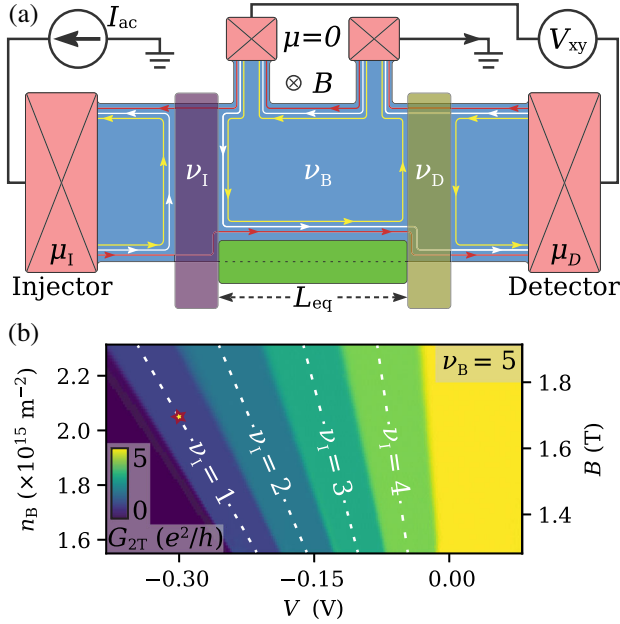 (a)
I_ac
μ=0
V_xy
⊗ B
ν_I
ν_B
ν_D
μ_I
μ_D
Injector
L_eq
Detector
(b)
ν_B = 5
2.2
2.0
1.8
1.6
n_B (×10^15 m^−2)
1.8
1.6
1.4
B (T)
ν_I = 1
ν_I = 2
ν_I = 3
ν_I = 4
5
0
G_2T (e^2/h)
−0.30
−0.15
0.00
V (V)